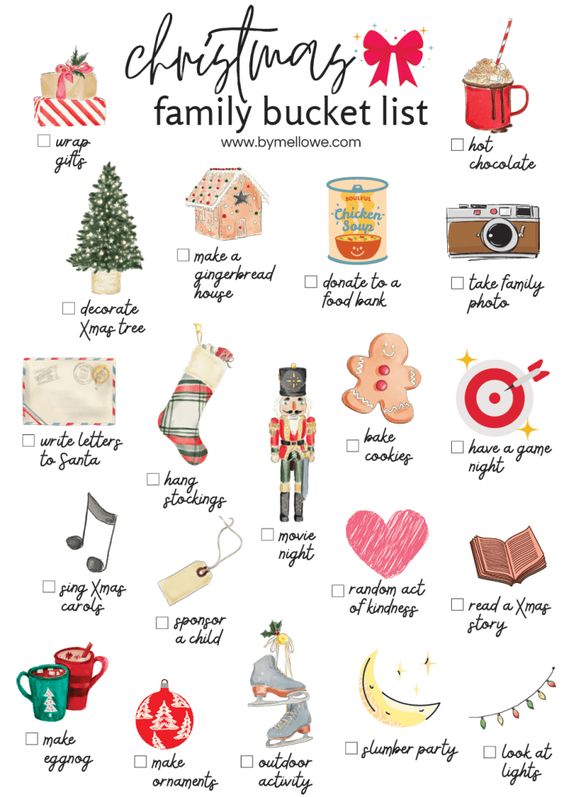 christmas
family bucket list
www.bymellowe.com
wrap
gifts
hot
chocolate
decorate
Xmas tree
make a
gingerbread
house
SOULFUL
Chicken
Soup
donate to a
food bank
take family
photo
write letters
to Santa
hang
stockings
movie
night
bake
cookies
have a game
night
sing Xmas
carols
sponsor
a child
random act
of kindness
read a Xmas
story
make
eggnog
make
ornaments
outdoor
activity
slumber party
look at
lights